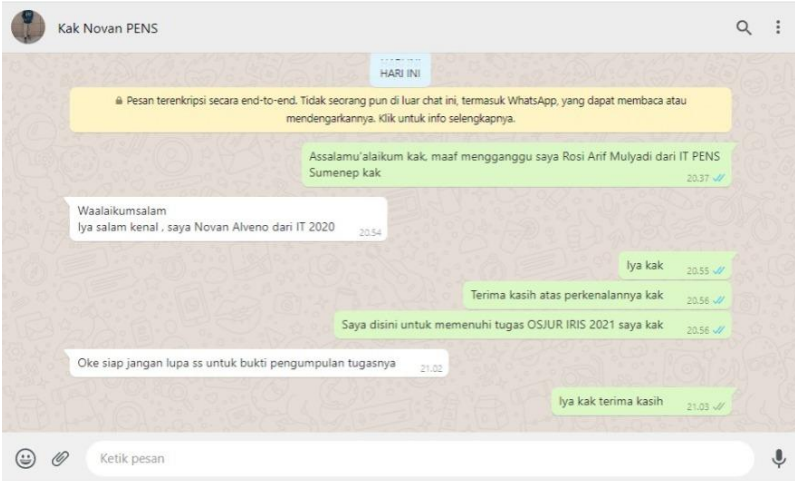 Kak Novan PENS
HARI INI
Pesan terenkripsi secara end-to-end. Tidak seorang pun di luar chat ini, termasuk WhatsApp, yang dapat membaca atau
mendengarkannya. Klik untuk info selengkapnya.
Assalamu'alaikum kak, maaf mengganggu saya Rosi Arif Mulyadi dari IT PENS
Sumenep kak
20.37
Waalaikumsalam
Iya salam kenal , saya Novan Alveno dari IT 2020
20.54
Iya kak
20.55
Terima kasih atas perkenalannya kak
20.56
Saya disini untuk memenuhi tugas OSJUR IRIS 2021 saya kak
20.56
Oke siap jangan lupa ss untuk bukti pengumpulan tugasnya
21.02
Iya kak terima kasih
21.03
Ketik pesan